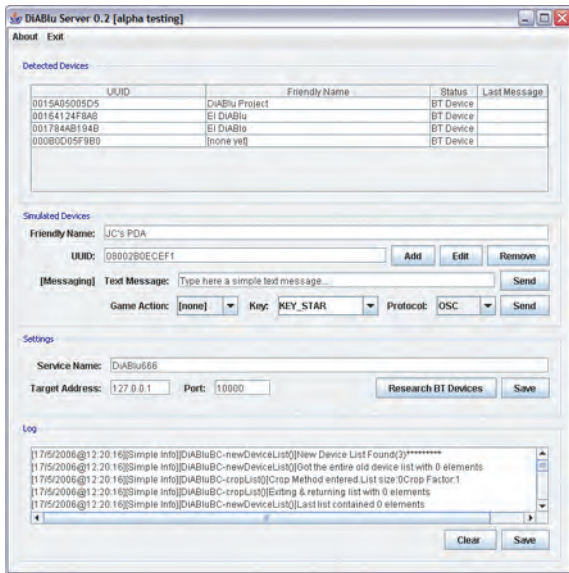 DiABlu Server 0.2 [alpha testing]
About Exit
Detected Devices
UUID Friendly Name Status Last Message
0015A05005D5 DiABlu Project BT Device
00164124F8A8 El DiABlu BT Device
001784AB194B El DiABlo BT Device
000B0D05F9B0 [none yet] BT Device
Simulated Devices
Friendly Name: JC's PDA
UUID: 08002B0ECEF1 Add Edit Remove
[Messaging] Text Message: Type here a simple text message... Send
Game Action: [none] Key: KEY_STAR Protocol: OSC Send
Settings
Service Name: DiABlu666
Target Address: 127.0.0.1 Port: 10000 Research BT Devices Save
Log
[17/5/2006@12:20:16][Simple Info][DiABluBC-newDeviceList()]New Device List Found(3)*********
[17/5/2006@12:20:16][Simple Info][DiABluBC-newDeviceList()]Got the entire old device list with 0 elements
[17/5/2006@12:20:16][Simple Info][DiABluBC-cropList()]Crop Method entered.List size:0Crop Factor:1
[17/5/2006@12:20:16][Simple Info][DiABluBC-cropList()]Exiting & returning list with 0 elements
[17/5/2006@12:20:16][Simple Info][DiABluBC-newDeviceList()]Last list contained 0 elements
Clear Save